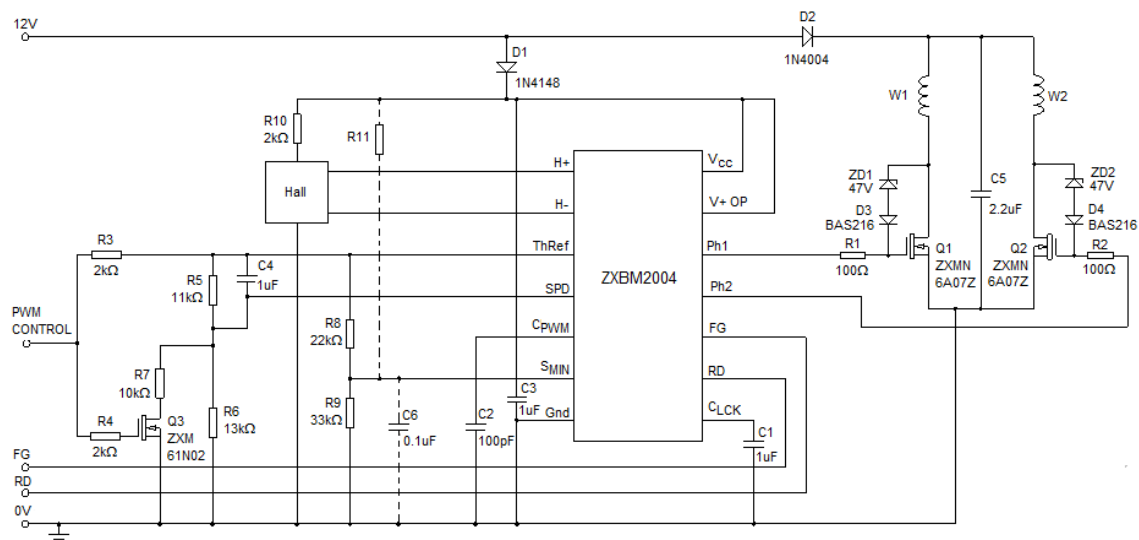 12V
D2
1N4004
D1
1N4148
W1
W2
R10
2kΩ
R11
Hall
H+
H-
ThRef
SPD
CPWM
SMIN
Gnd
ZXBM2004
VCC
V+ OP
Ph1
Ph2
FG
RD
CLCK
ZD1
47V
D3
BAS216
R1
100Ω
Q1
ZXMN
6A07Z
C5
2.2uF
Q2
ZXMN
6A07Z
ZD2
47V
D4
BAS216
R2
100Ω
R3
2kΩ
R5
11kΩ
C4
1uF
PWM
CONTROL
R7
10kΩ
R4
2kΩ
Q3
ZXM
61N02
R6
13kΩ
R8
22kΩ
R9
33kΩ
C6
0.1uF
C2
100pF
C3
1uF
C1
1uF
FG
RD
0V